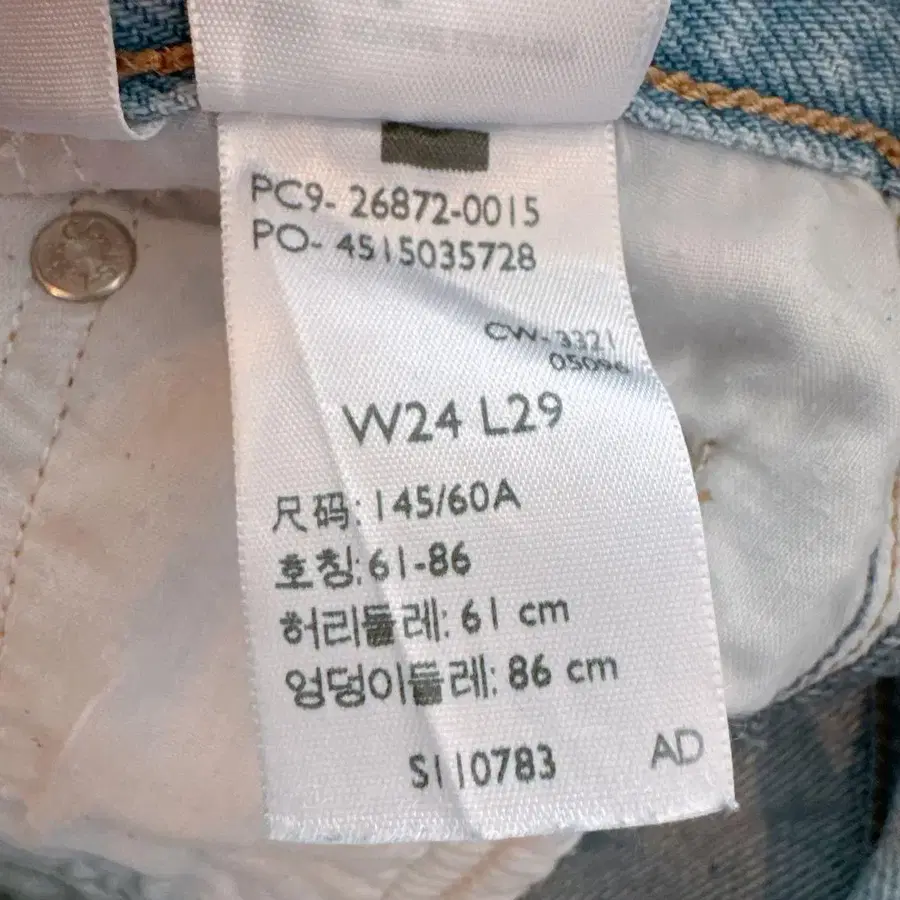 PC9- 26872-0015
PO- 4515035728
CW- 3321
05096
W24 L29
尺码: 145/60A
호칭: 61-86
허리둘레: 61 cm
엉덩이둘레: 86 cm
S110783
AD